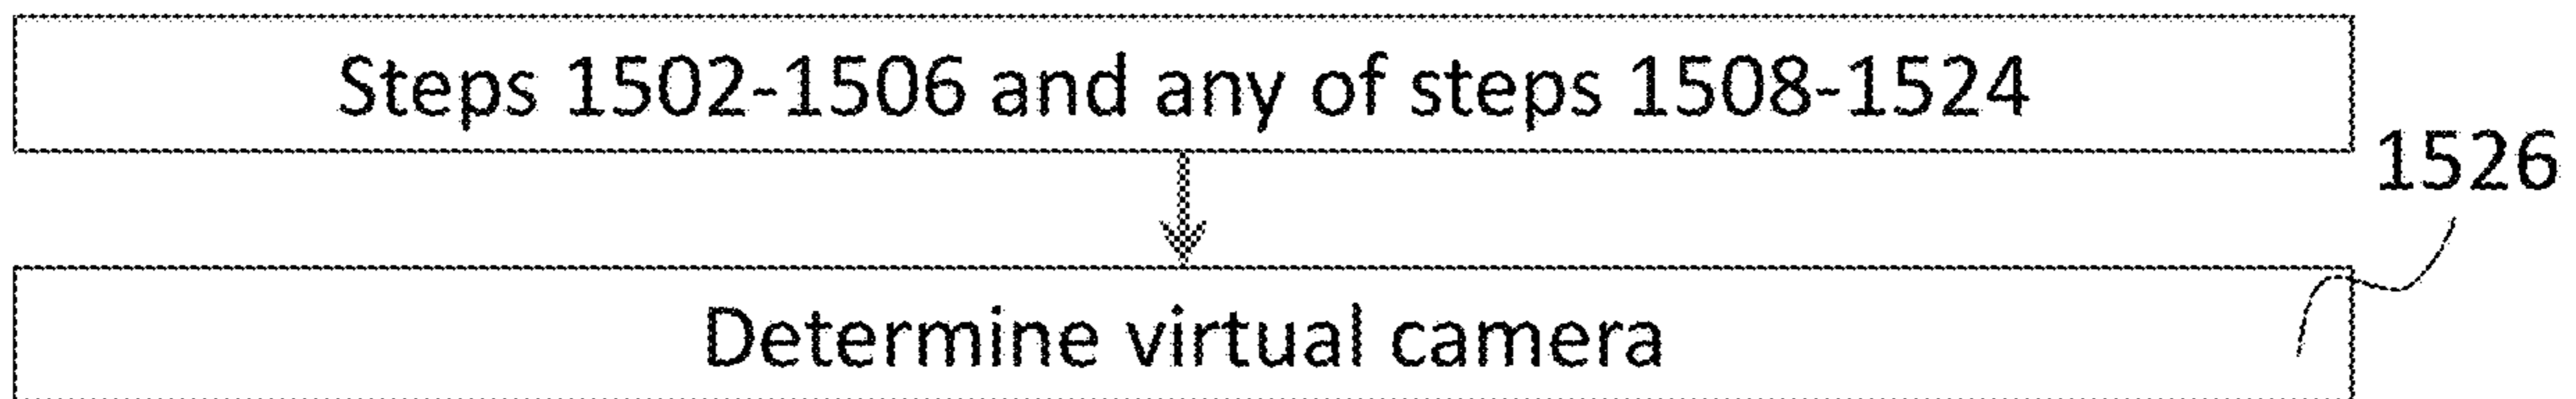 Steps 1502-1506 and any of steps 1508-1524
1526
Determine virtual camera